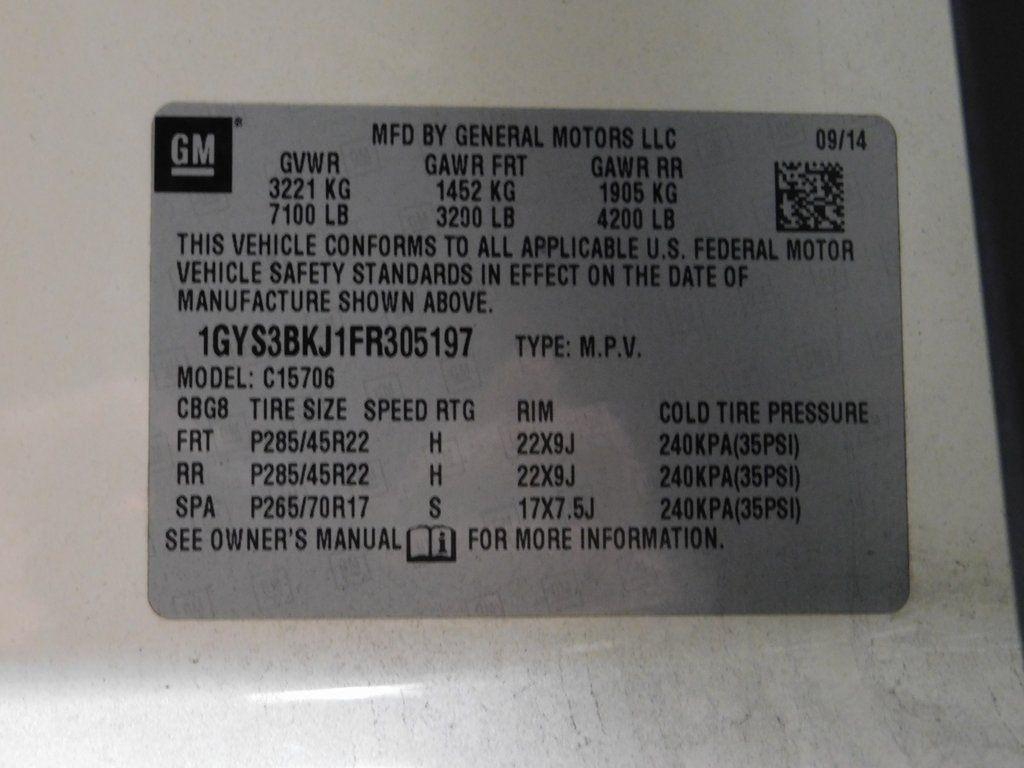 GM®
MFD BY GENERAL MOTORS LLC 09/14
GVWR GAWR FRT GAWR RR
3221 KG 1452 KG 1905 KG
7100 LB 3200 LB 4200 LB
THIS VEHICLE CONFORMS TO ALL APPLICABLE U.S. FEDERAL MOTOR
VEHICLE SAFETY STANDARDS IN EFFECT ON THE DATE OF
MANUFACTURE SHOWN ABOVE.
1GYS3BKJ1FR305197 TYPE: M.P.V.
MODEL: C15706
CBG8 TIRE SIZE SPEED RTG RIM COLD TIRE PRESSURE
FRT P285/45R22 H 22X9J 240KPA(35PSI)
RR P285/45R22 H 22X9J 240KPA(35PSI)
SPA P265/70R17 S 17X7.5J 240KPA(35PSI)
SEE OWNER'S MANUAL i FOR MORE INFORMATION.